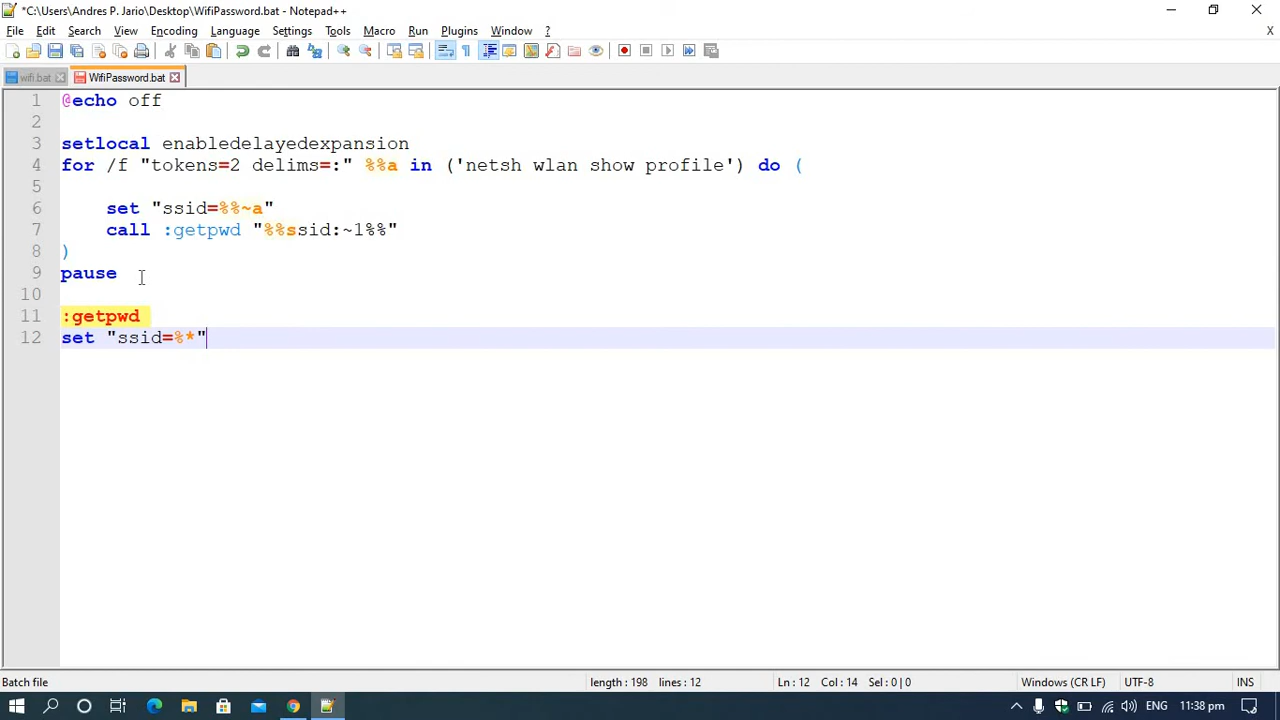 *C:\Users\Andres P. Jario\Desktop\WifiPassword.bat - Notepad++
File Edit Search View Encoding Language Settings Tools Macro Run Plugins Window ?
X
wifi.bat WifiPassword.bat
1 @echo off
2
3 setlocal enabledelayedexpansion
4 for /f "tokens=2 delims=:" %%a in ('netsh wlan show profile') do (
5
6 set "ssid=%%~a"
7 call :getpwd "%%ssid:~1%%"
8 )
9 pause
10
11 :getpwd
12 set "ssid=%*"
Batch file length : 198 lines : 12 Ln : 12 Col : 14 Sel : 0 | 0 Windows (CR LF) UTF-8 INS
ENG 11:38 pm